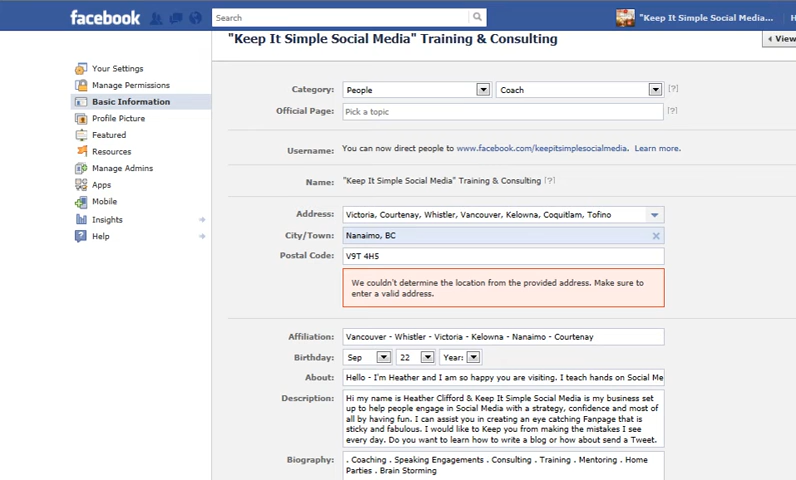 facebook
Search
"Keep It Simple Social Media...
"Keep It Simple Social Media" Training & Consulting
View
Your Settings
Manage Permissions
Basic Information
Profile Picture
Featured
Resources
Manage Admins
Apps
Mobile
Insights
Help
Category: People Coach [?]
Official Page: Pick a topic [?]
Username: You can now direct people to www.facebook.com/keepitsimplesocialmedia. Learn more.
Name: "Keep It Simple Social Media" Training & Consulting [?]
Address: Victoria, Courtenay, Whistler, Vancouver, Kelowna, Coquitlam, Tofino
City/Town: Nanaimo, BC
Postal Code: V9T 4H5
We couldn't determine the location from the provided address. Make sure to
enter a valid address.
Affiliation: Vancouver - Whistler - Victoria - Kelowna - Nanaimo - Courtenay
Birthday: Sep 22 Year:
About: Hello - I'm Heather and I am so happy you are visiting. I teach hands on Social Me
Description: Hi my name is Heather Clifford & Keep It Simple Social Media is my business set
up to help people engage in Social Media with a strategy, confidence and most of
all by having fun. I can assist you in creating an eye catching Fanpage that is
sticky and fabulous. I would like to Keep you from making the mistakes I see
every day. Do you want to learn how to write a blog or how about send a Tweet.
Biography: . Coaching . Speaking Engagements . Consulting . Training . Mentoring . Home
Parties . Brain Storming